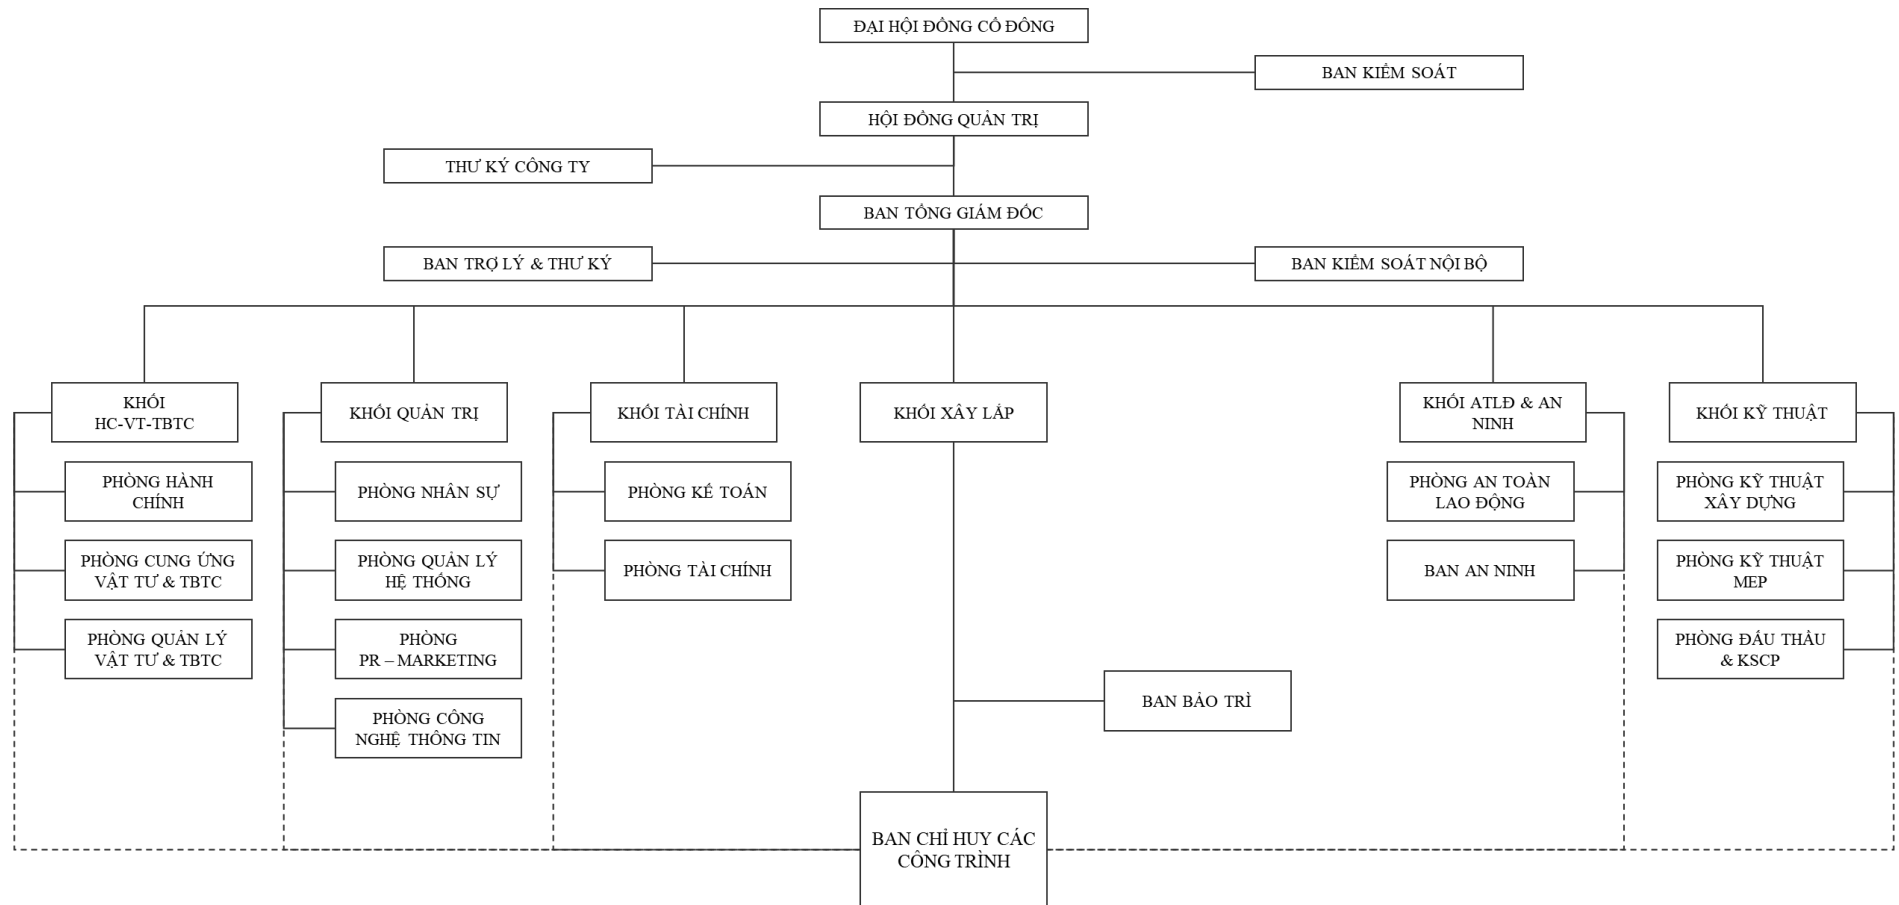 ĐẠI HỘI ĐỒNG CỔ ĐÔNG
BAN KIỂM SOÁT
HỘI ĐỒNG QUẢN TRỊ
THƯ KÝ CÔNG TY
BAN TỔNG GIÁM ĐỐC
BAN TRỢ LÝ & THƯ KÝ
BAN KIỂM SOÁT NỘI BỘ
KHỐI
HC-VT-TBTC
PHÒNG HÀNH
CHÍNH
PHÒNG CUNG ỨNG
VẬT TƯ & TBTC
PHÒNG QUẢN LÝ
VẬT TƯ & TBTC
KHỐI QUẢN TRỊ
PHÒNG NHÂN SỰ
PHÒNG QUẢN LÝ
HỆ THỐNG
PHÒNG
PR – MARKETING
PHÒNG CÔNG
NGHỆ THÔNG TIN
KHỐI TÀI CHÍNH
PHÒNG KẾ TOÁN
PHÒNG TÀI CHÍNH
KHỐI XÂY LẮP
BAN BẢO TRÌ
BAN CHỈ HUY CÁC
CÔNG TRÌNH
KHỐI ATLĐ & AN
NINH
PHÒNG AN TOÀN
LAO ĐỘNG
BAN AN NINH
KHỐI KỸ THUẬT
PHÒNG KỸ THUẬT
XÂY DỰNG
PHÒNG KỸ THUẬT
MEP
PHÒNG ĐẤU THẦU
& KSCP